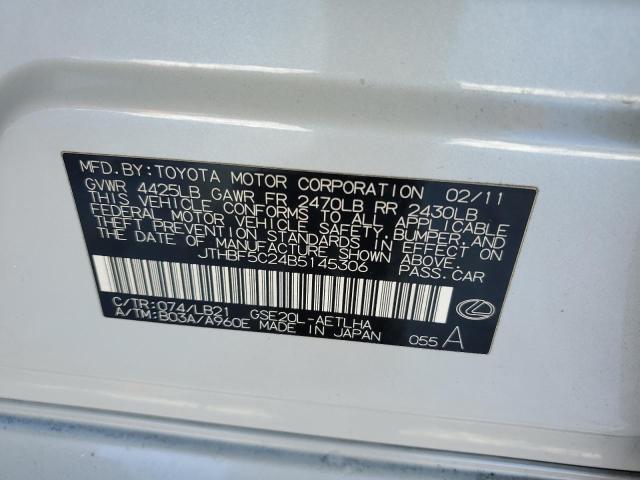 MFD.BY:TOYOTA MOTOR CORPORATION 02/11
GVWR 4425LB GAWR FR 2470LB RR 2430LB
THIS VEHICLE CONFORMS TO ALL APPLICABLE
FEDERAL MOTOR VEHICLE SAFETY,BUMPER,AND
THEFT PREVENTION STANDARDS IN EFFECT ON
THE DATE OF MANUFACTURE SHOWN ABOVE.
JTHBF5C24B5145306 PASS.CAR
C/TR:074/LB21 GSE20L-AETLHA
A/TM:B03A/A960E MADE IN JAPAN 055 A